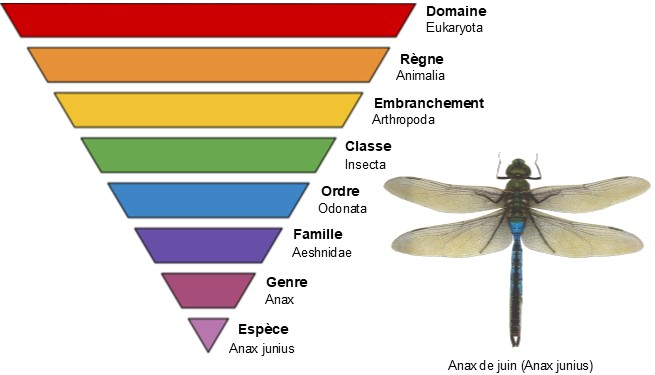 Domaine
Eukaryota
Règne
Animalia
Embranchement
Arthropoda
Classe
Insecta
Ordre
Odonata
Famille
Aeshnidae
Genre
Anax
Espèce
Anax junius
Anax de juin (Anax junius)